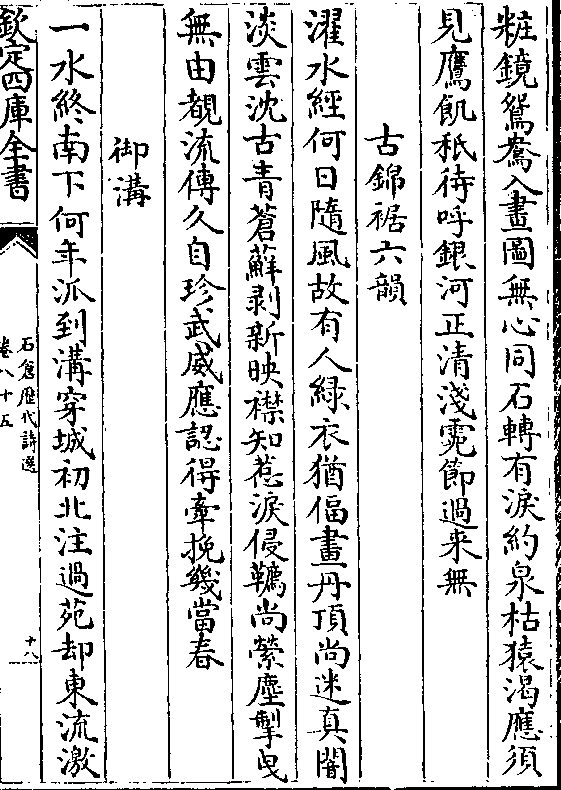 粧鏡鴛鴦入畫圖無心同石轉有淚約泉枯猿渴應須
見鷹飢秖待呼銀河正清淺霓節過来無
古錦裾六韻
濯水經何日隨風故有人綠衣猶偪畫丹頂尚迷真闇
淡雲沈古青蒼蘚剥新映襟知惹淚侵韉尚縈塵掣曳
無由覩流傳久自珍武威應認得牽挽幾當春
御溝
一水終南下何年派到溝穿城初北注過苑却東流激
欽定四庫全書
石倉歷代詩選
卷八十五
十八